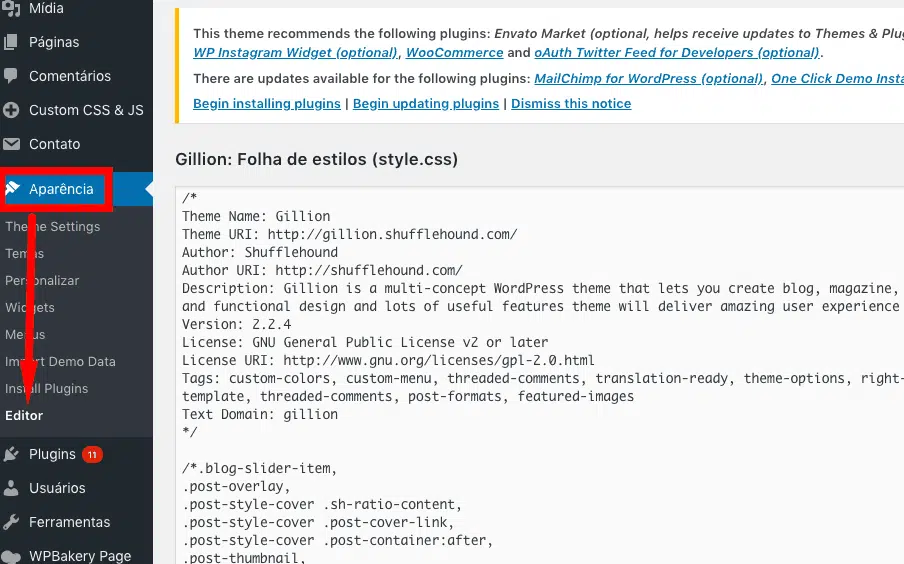 Mídia
Páginas
Comentários
Custom CSS & JS
Contato
Aparência
Theme Settings
Temas
Personalizar
Widgets
Menus
Import Demo Data
Install Plugins
Editor
Plugins 11
Usuários
Ferramentas
WPBakery Page
This theme recommends the following plugins: Envato Market (optional, helps receive updates to Themes & Plu
WP Instagram Widget (optional), WooCommerce and oAuth Twitter Feed for Developers (optional).
There are updates available for the following plugins: MailChimp for WordPress (optional), One Click Demo Insta
Begin installing plugins | Begin updating plugins | Dismiss this notice
Gillion: Folha de estilos (style.css)
/*
Theme Name: Gillion
Theme URI: http://gillion.shufflehound.com/
Author: Shufflehound
Author URI: http://shufflehound.com/
Description: Gillion is a multi-concept WordPress theme that lets you create blog, magazine,
and functional design and lots of useful features theme will deliver amazing user experience
Version: 2.2.4
License: GNU General Public License v2 or later
License URI: http://www.gnu.org/licenses/gpl-2.0.html
Tags: custom-colors, custom-menu, threaded-comments, translation-ready, theme-options, right-
template, threaded-comments, post-formats, featured-images
Text Domain: gillion
*/
/*.blog-slider-item,
.post-overlay,
.post-style-cover .sh-ratio-content,
.post-style-cover .post-cover-link,
.post-style-cover .post-container:after,
.post-thumbnail,